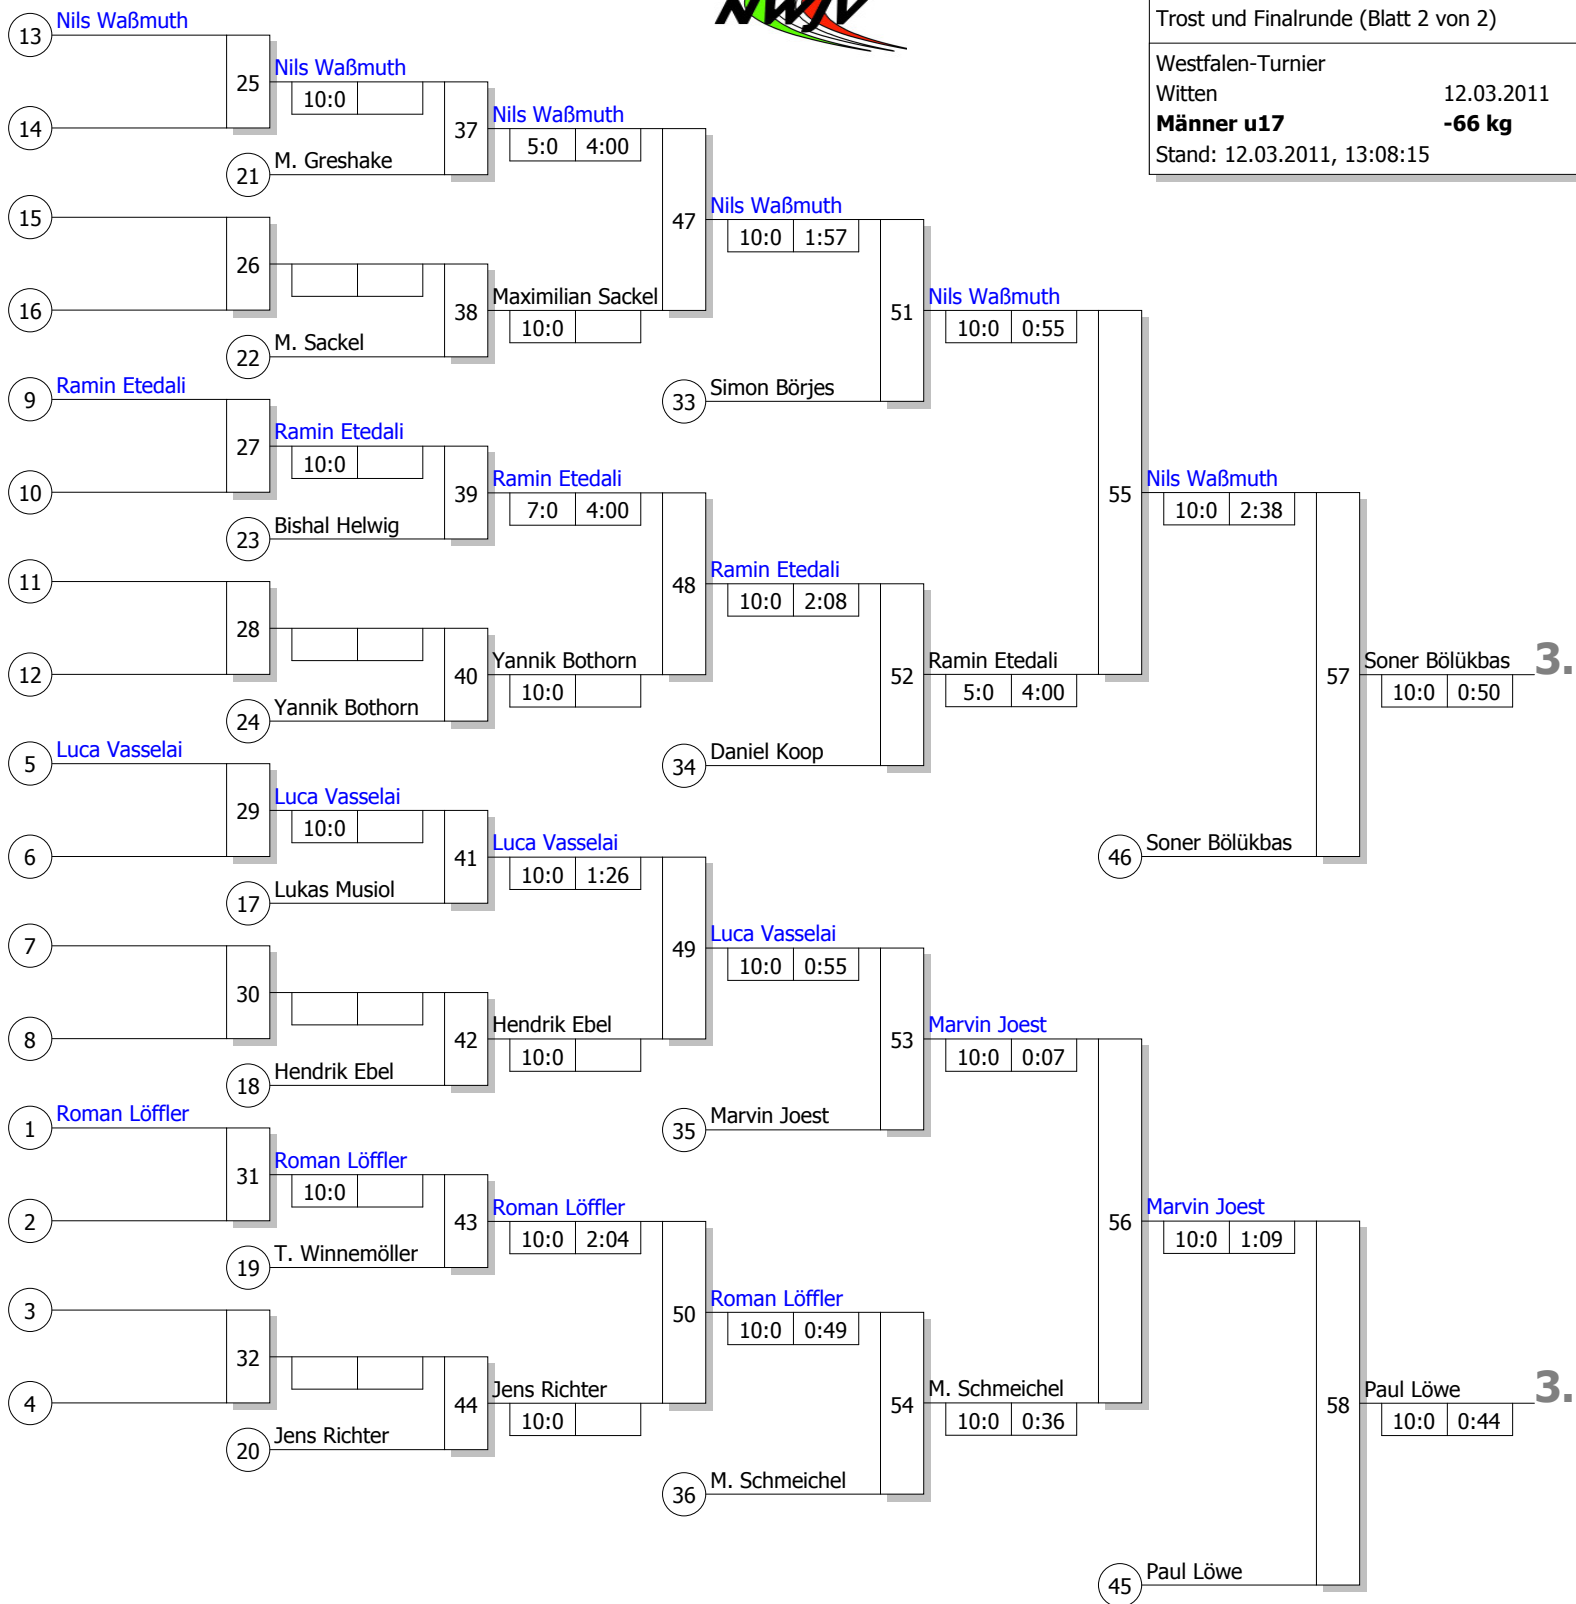 NWJV
Trost und Finalrunde (Blatt 2 von 2)
Westfalen-Turnier
Witten 12.03.2011
Männer u17 -66 kg
Stand: 12.03.2011, 13:08:15
13 Nils Waßmuth
25 Nils Waßmuth
10:0
14
37 Nils Waßmuth
5:0 4:00
21 M. Greshake
15
47 Nils Waßmuth
10:0 1:57
26
16
38 Maximilian Sackel
10:0
22 M. Sackel
51 Nils Waßmuth
10:0 0:55
33 Simon Börjes
9 Ramin Etedali
27 Ramin Etedali
10:0
10
39 Ramin Etedali
7:0 4:00
23 Bishal Helwig
55 Nils Waßmuth
10:0 2:38
11
48 Ramin Etedali
10:0 2:08
28
12
40 Yannik Bothorn
10:0
24 Yannik Bothorn
52 Ramin Etedali
5:0 4:00
34 Daniel Koop
57 Soner Bölükbas 3.
10:0 0:50
46 Soner Bölükbas
5 Luca Vasselai
29 Luca Vasselai
10:0
6
41 Luca Vasselai
10:0 1:26
17 Lukas Musiol
7
49 Luca Vasselai
10:0 0:55
30
8
42 Hendrik Ebel
10:0
18 Hendrik Ebel
53 Marvin Joest
10:0 0:07
35 Marvin Joest
1 Roman Löffler
31 Roman Löffler
10:0
2
43 Roman Löffler
10:0 2:04
19 T. Winnemöller
56 Marvin Joest
10:0 1:09
3
50 Roman Löffler
10:0 0:49
32
4
44 Jens Richter
10:0
20 Jens Richter
54 M. Schmeichel
10:0 0:36
36 M. Schmeichel
58 Paul Löwe 3.
10:0 0:44
45 Paul Löwe